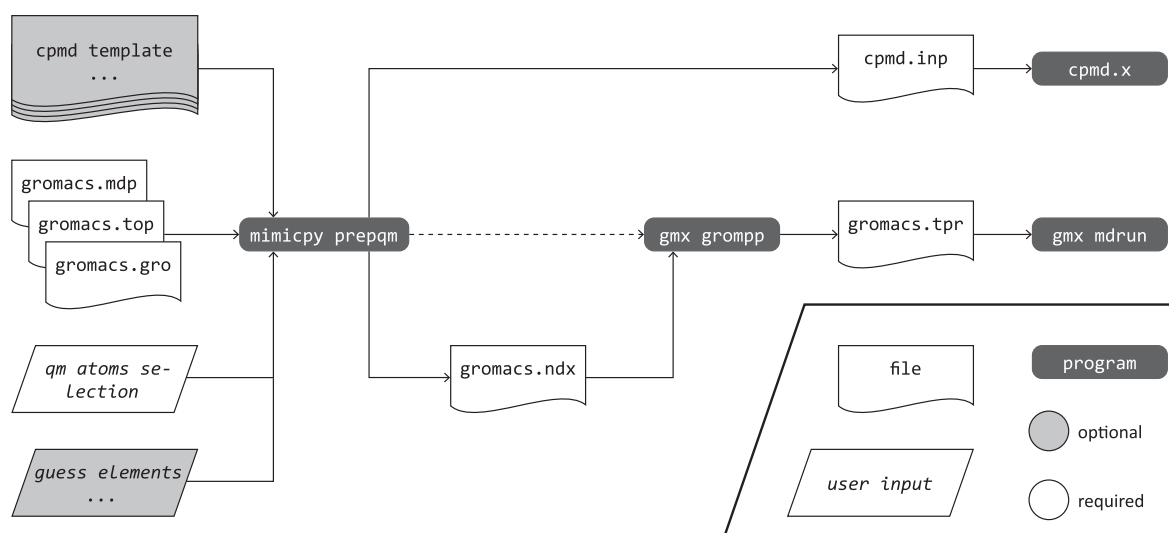 cpmd template
...
cpmd.inp
cpmd.x
gromacs.mdp
gromacs.top
gromacs.gro
mimicpy prepqm
gmx grompp
gromacs.tpr
gmx mdrun
qm atoms se-
lection
gromacs.ndx
file
program
optional
guess elements
...
user input
required